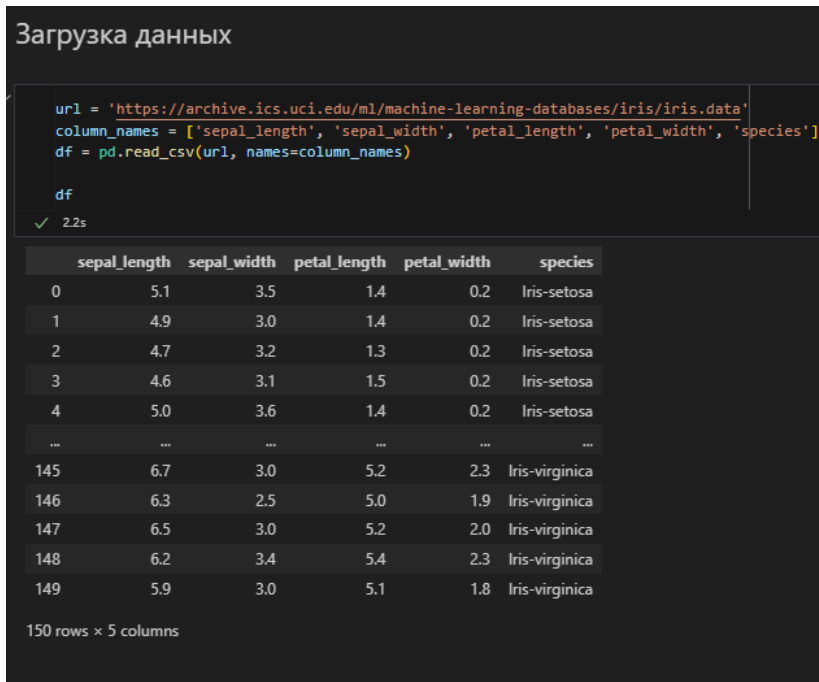 Загрузка данных
url = 'https://archive.ics.uci.edu/ml/machine-learning-databases/iris/iris.data'
column_names = ['sepal_length', 'sepal_width', 'petal_length', 'petal_width', 'species']
df = pd.read_csv(url, names=column_names)
df
2.2s
sepal_length sepal_width petal_length petal_width species
0 5.1 3.5 1.4 0.2 Iris-setosa
1 4.9 3.0 1.4 0.2 Iris-setosa
2 4.7 3.2 1.3 0.2 Iris-setosa
3 4.6 3.1 1.5 0.2 Iris-setosa
4 5.0 3.6 1.4 0.2 Iris-setosa
... ... ... ... ... ...
145 6.7 3.0 5.2 2.3 Iris-virginica
146 6.3 2.5 5.0 1.9 Iris-virginica
147 6.5 3.0 5.2 2.0 Iris-virginica
148 6.2 3.4 5.4 2.3 Iris-virginica
149 5.9 3.0 5.1 1.8 Iris-virginica
150 rows × 5 columns